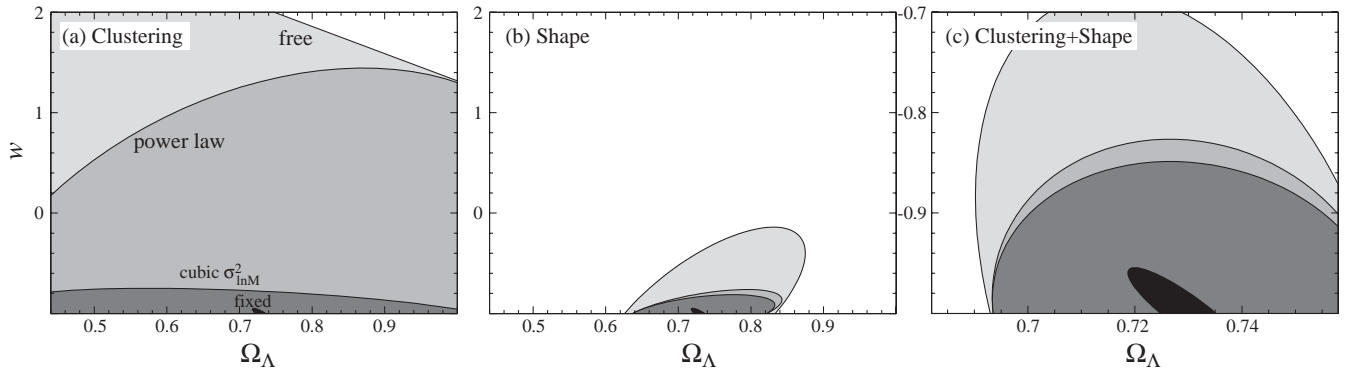 (a) Clustering
free
power law
cubic σ²lnM
fixed
w
2
1
0
0.5 0.6 0.7 0.8 0.9
ΩΛ
(b) Shape
2
1
0
0.5 0.6 0.7 0.8 0.9
ΩΛ
(c) Clustering+Shape
-0.7
-0.8
-0.9
0.7 0.72 0.74
ΩΛ